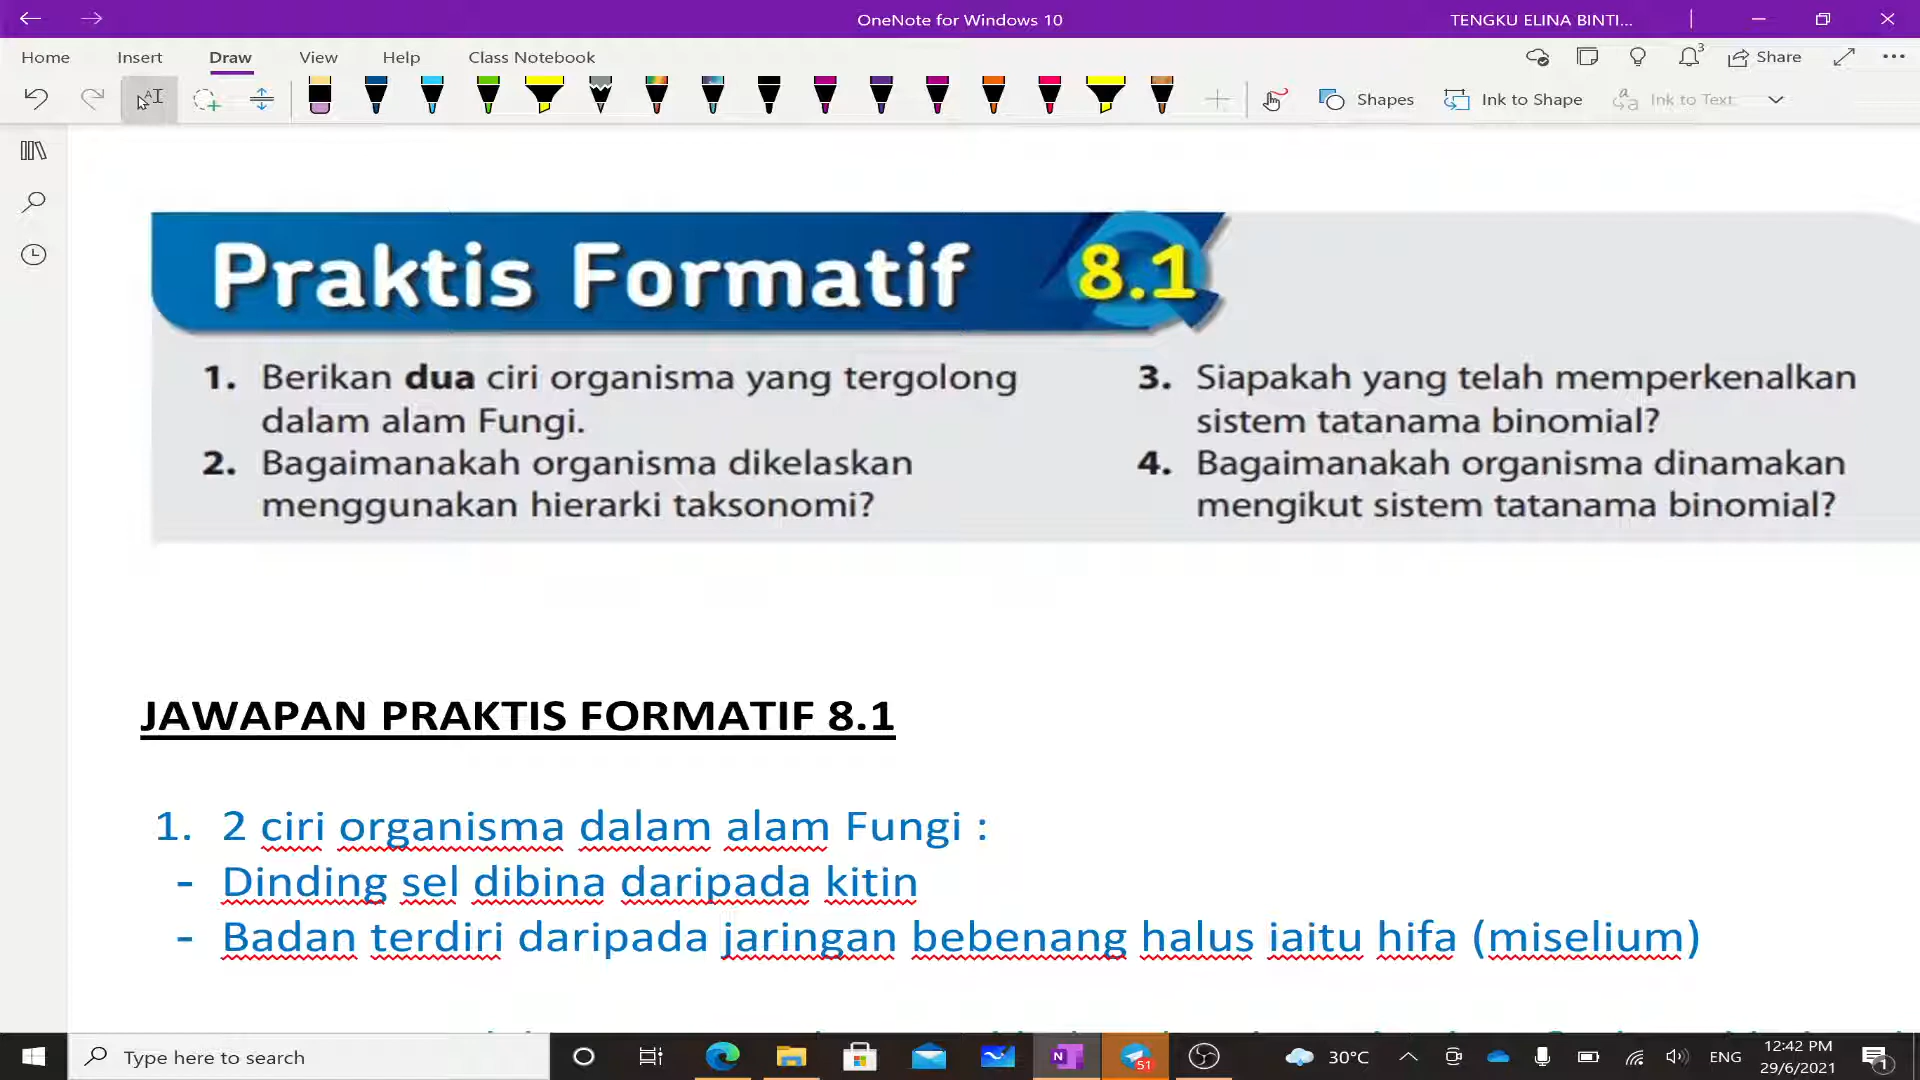 OneNote for Windows 10
TENGKU ELINA BINTI...
Home
Insert
Draw
View
Help
Class Notebook
3
Share
Shapes
Ink to Shape
Ink to Text
Praktis Formatif 8.1
1. Berikan dua ciri organisma yang tergolong
dalam alam Fungi.
2. Bagaimanakah organisma dikelaskan
menggunakan hierarki taksonomi?
3. Siapakah yang telah memperkenalkan
sistem tatanama binomial?
4. Bagaimanakah organisma dinamakan
mengikut sistem tatanama binomial?
JAWAPAN PRAKTIS FORMATIF 8.1
1. 2 ciri organisma dalam alam Fungi :
- Dinding sel dibina daripada kitin
- Badan terdiri daripada jaringan bebenang halus iaitu hifa (miselium)
Type here to search
51
30°C
ENG
12:42 PM
29/6/2021
1